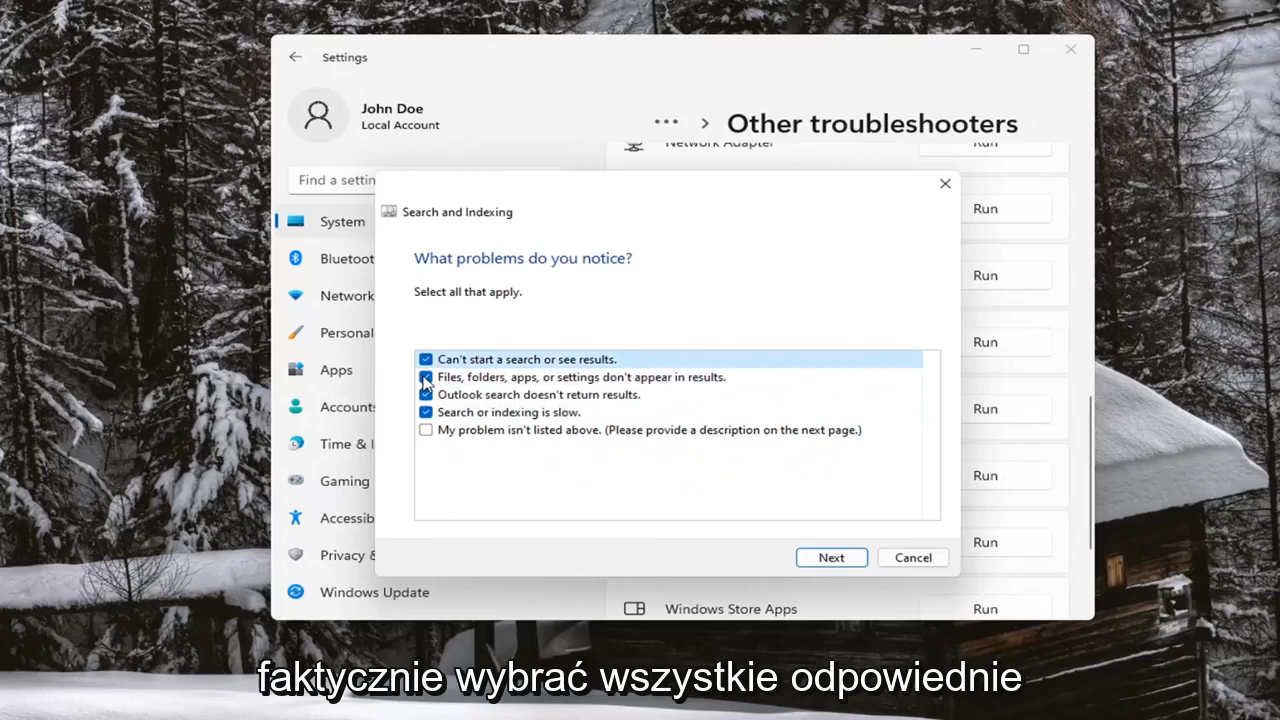 Settings
John Doe
Local Account
••• > Other troubleshooters
Network Adapter
Run
Find a settin
Search and Indexing
System
Run
What problems do you notice?
Bluetoot
Run
Select all that apply.
Network
Personal
Run
Can't start a search or see results.
Apps
Files, folders, apps, or settings don't appear in results.
Outlook search doesn't return results.
Accounts
Run
Search or indexing is slow.
My problem isn't listed above. (Please provide a description on the next page.)
Time & l
Gaming
Run
Accessib
Run
Privacy &
Next
Cancel
Windows Update
Windows Store Apps
Run
faktycznie wybrać wszystkie odpowiednie